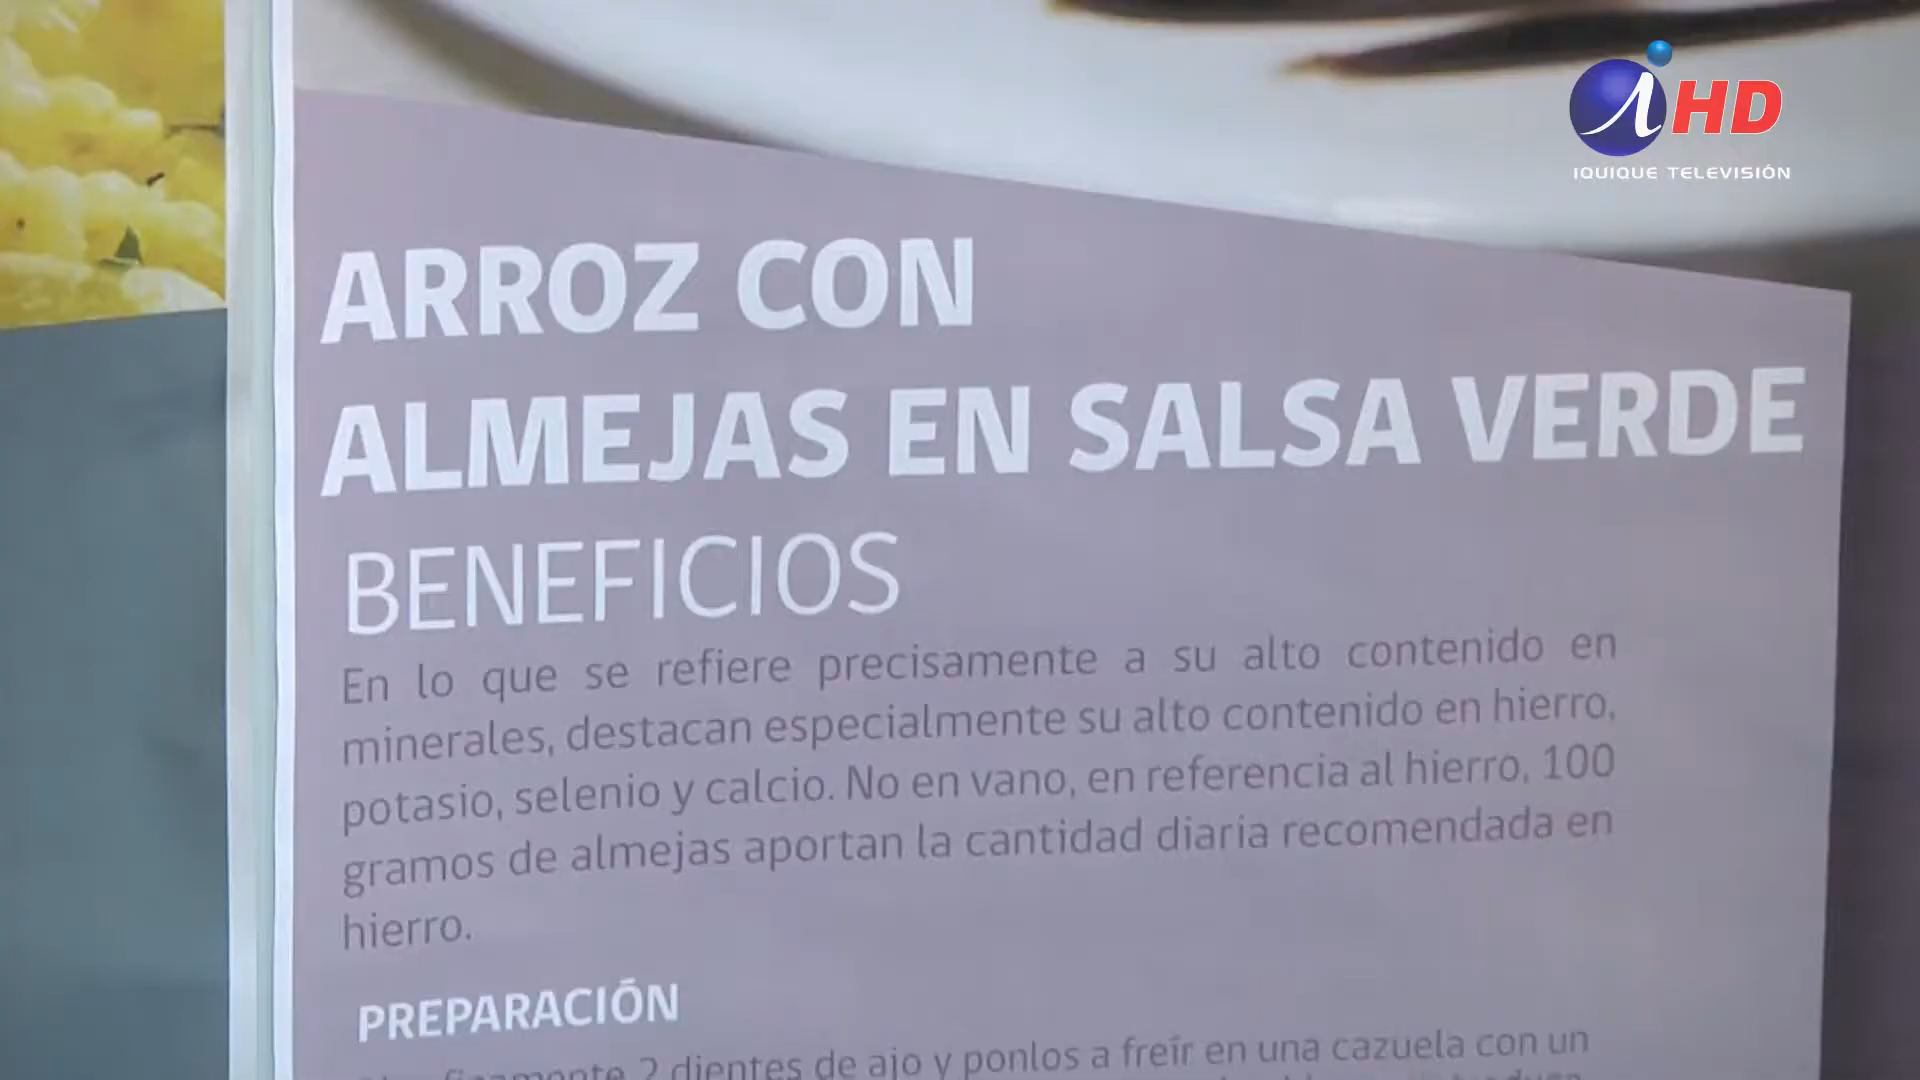 iHD
IQUIQUE TELEVISIÓN
ARROZ CON
ALMEJAS EN SALSA VERDE
BENEFICIOS
En lo que se refiere precisamente a su alto contenido en
minerales, destacan especialmente su alto contenido en hierro,
potasio, selenio y calcio. No en vano, en referencia al hierro, 100
gramos de almejas aportan la cantidad diaria recomendada en
hierro.
PREPARACIÓN
finamente 2 dientes de ajo y ponlos a freír en una cazuela con un